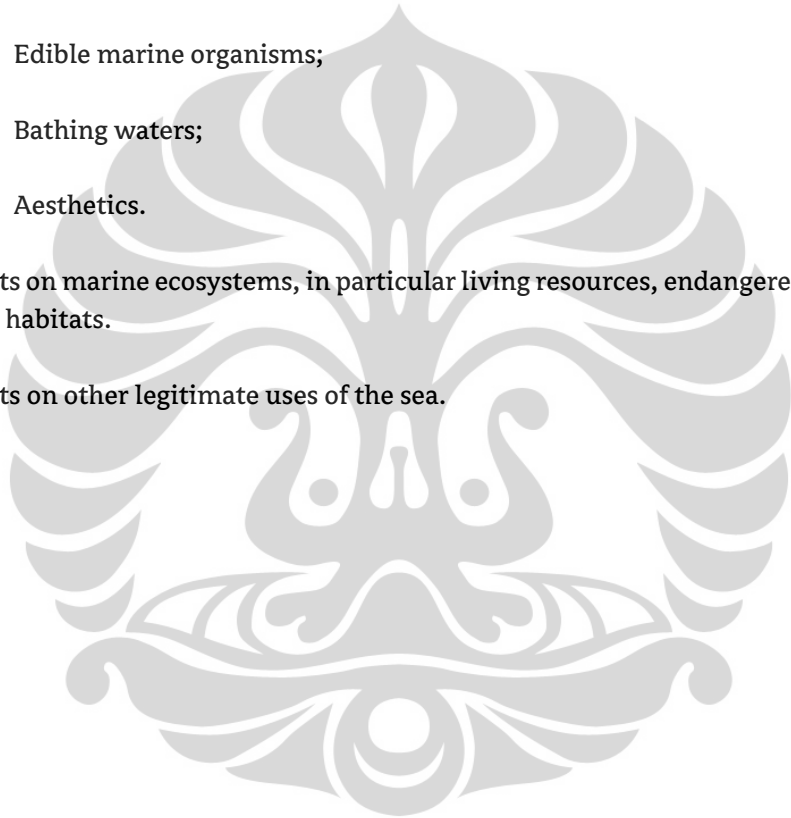 Edible marine organisms;
Bathing waters;
Aesthetics.
ts on marine ecosystems, in particular living resources, endangere
habitats.
ts on other legitimate uses of the sea.